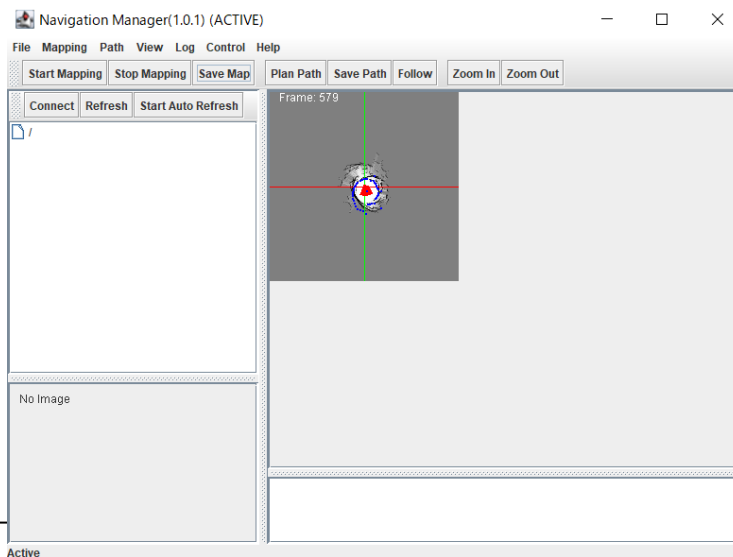 Navigation Manager(1.0.1) (ACTIVE)
File Mapping Path View Log Control Help
Start Mapping Stop Mapping Save Map Plan Path Save Path Follow Zoom In Zoom Out
Connect Refresh Start Auto Refresh
/
Frame: 579
No Image
Active